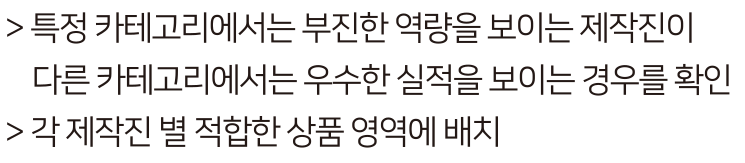 > 특정 카테고리에서는 부진한 역량을 보이는 제작진이
다른 카테고리에서는 우수한 실적을 보이는 경우를 확인
> 각 제작진 별 적합한 상품 영역에 배치